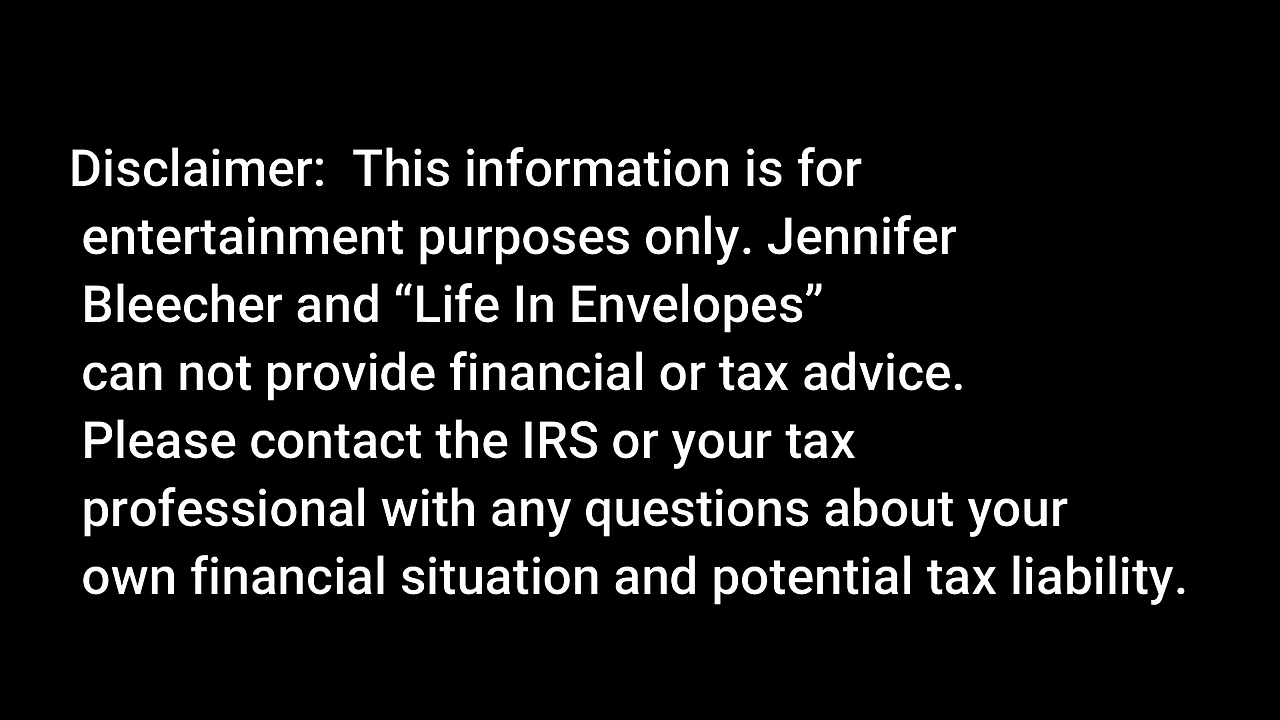 Disclaimer:  This information is for
entertainment purposes only. Jennifer
Bleecher and “Life In Envelopes”
can not provide financial or tax advice.
Please contact the IRS or your tax
professional with any questions about your
own financial situation and potential tax liability.